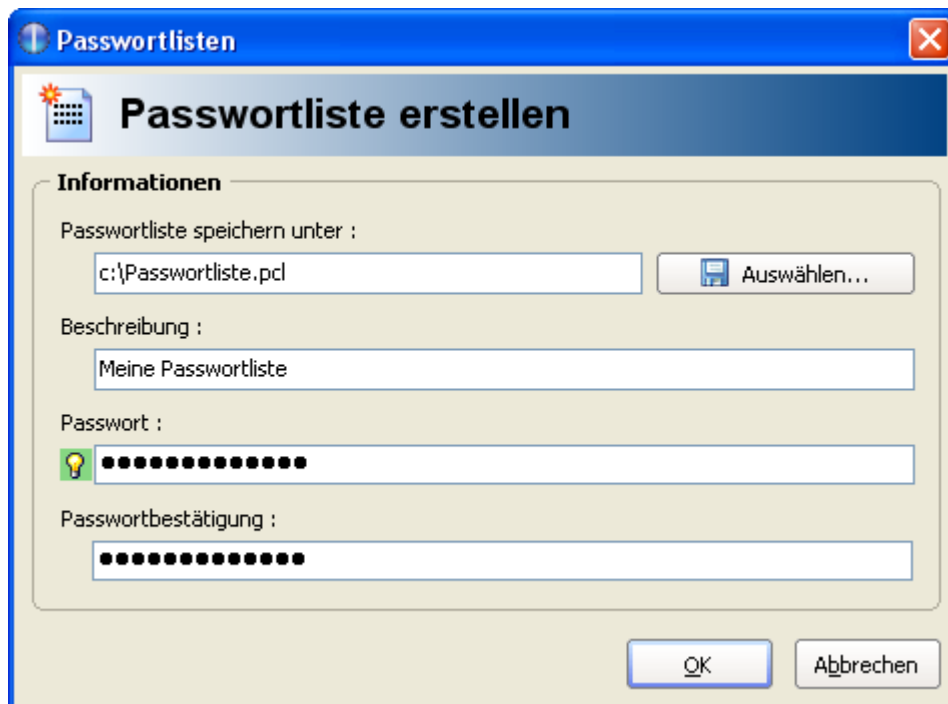 Passwortlisten
Passwortliste erstellen
Informationen
Passwortliste speichern unter :
c:\Passwortliste.pcl Auswählen...
Beschreibung :
Meine Passwortliste
Passwort :
●●●●●●●●●●●●●
Passwortbestätigung :
●●●●●●●●●●●●●
OK Abbrechen